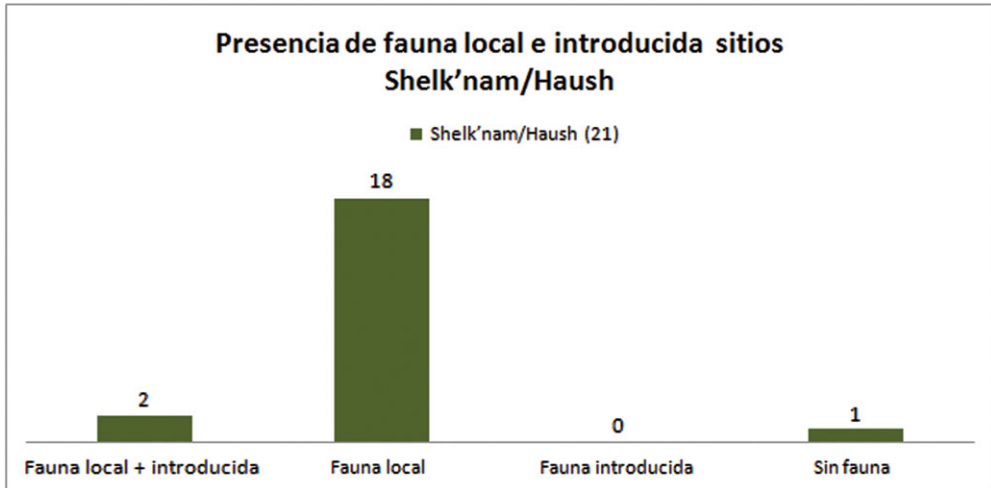 Presencia de fauna local e introducida sitios
Shelk’nam/Haush
Shelk’nam/Haush (21)
2
18
0
1
Fauna local + introducida
Fauna local
Fauna introducida
Sin fauna